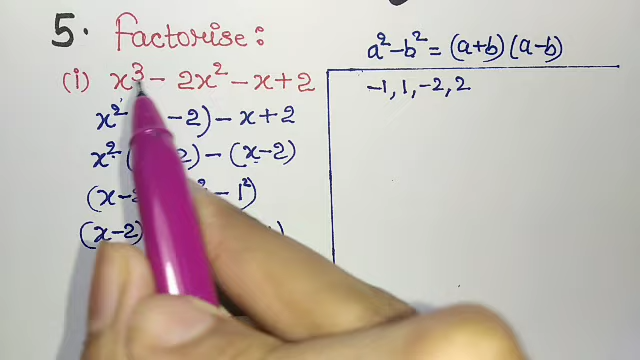 5. Factorise:
a² – b² = (a+b) (a–b)
(i) x³ – 2x² – x + 2
–1, 1, –2, 2
x² – 2) – x + 2
x² ( 2) – (x – 2)
(x – ² – 1²)
(x – 2) )